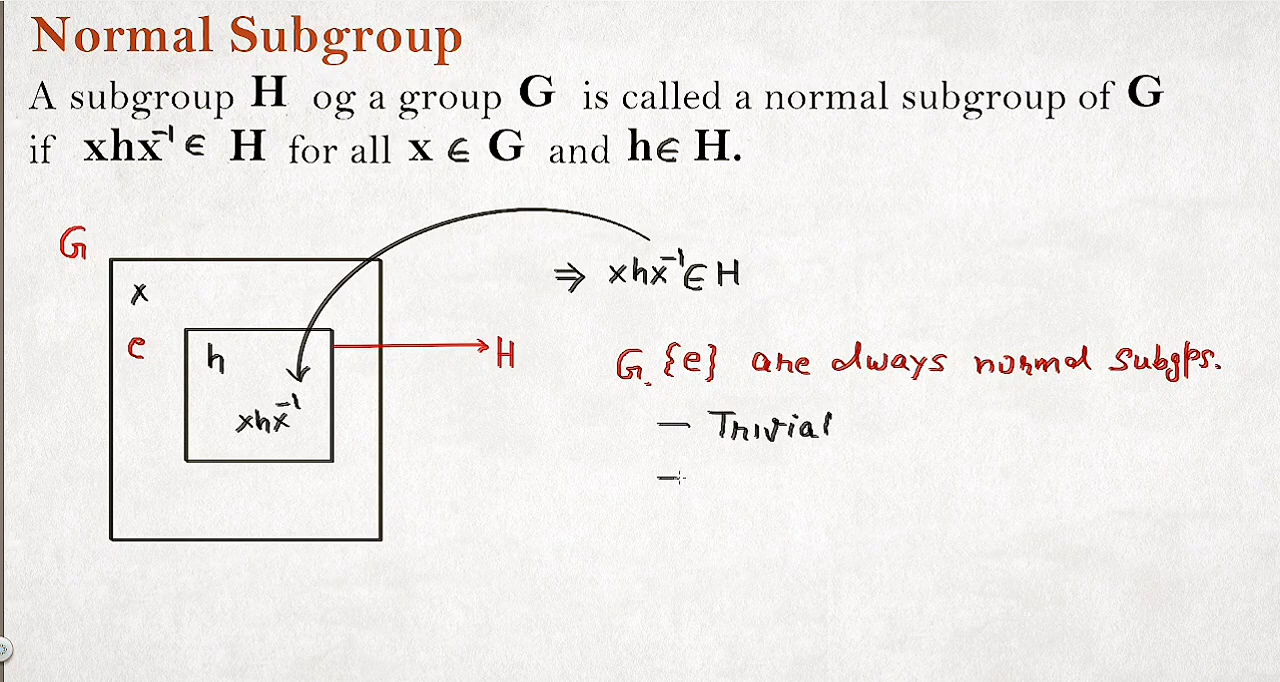 Normal Subgroup
A subgroup H og a group G is called a normal subgroup of G
if xhx⁻¹ ∈ H for all x ∈ G and h∈ H.
G
⇒ xhx⁻¹ ∈ H
x
e
h
H
G, {e} are always normal subgps.
xhx⁻¹
– Trivial
–